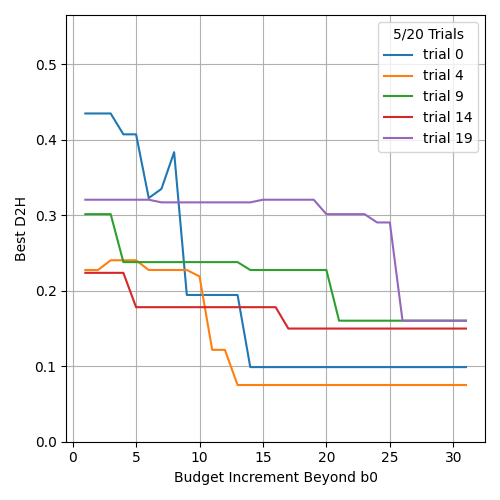 5/20 Trials
trial 0
trial 4
trial 9
trial 14
trial 19
0.5
0.4
0.3
0.2
0.1
0.0
Best D2H
0 5 10 15 20 25 30
Budget Increment Beyond b0